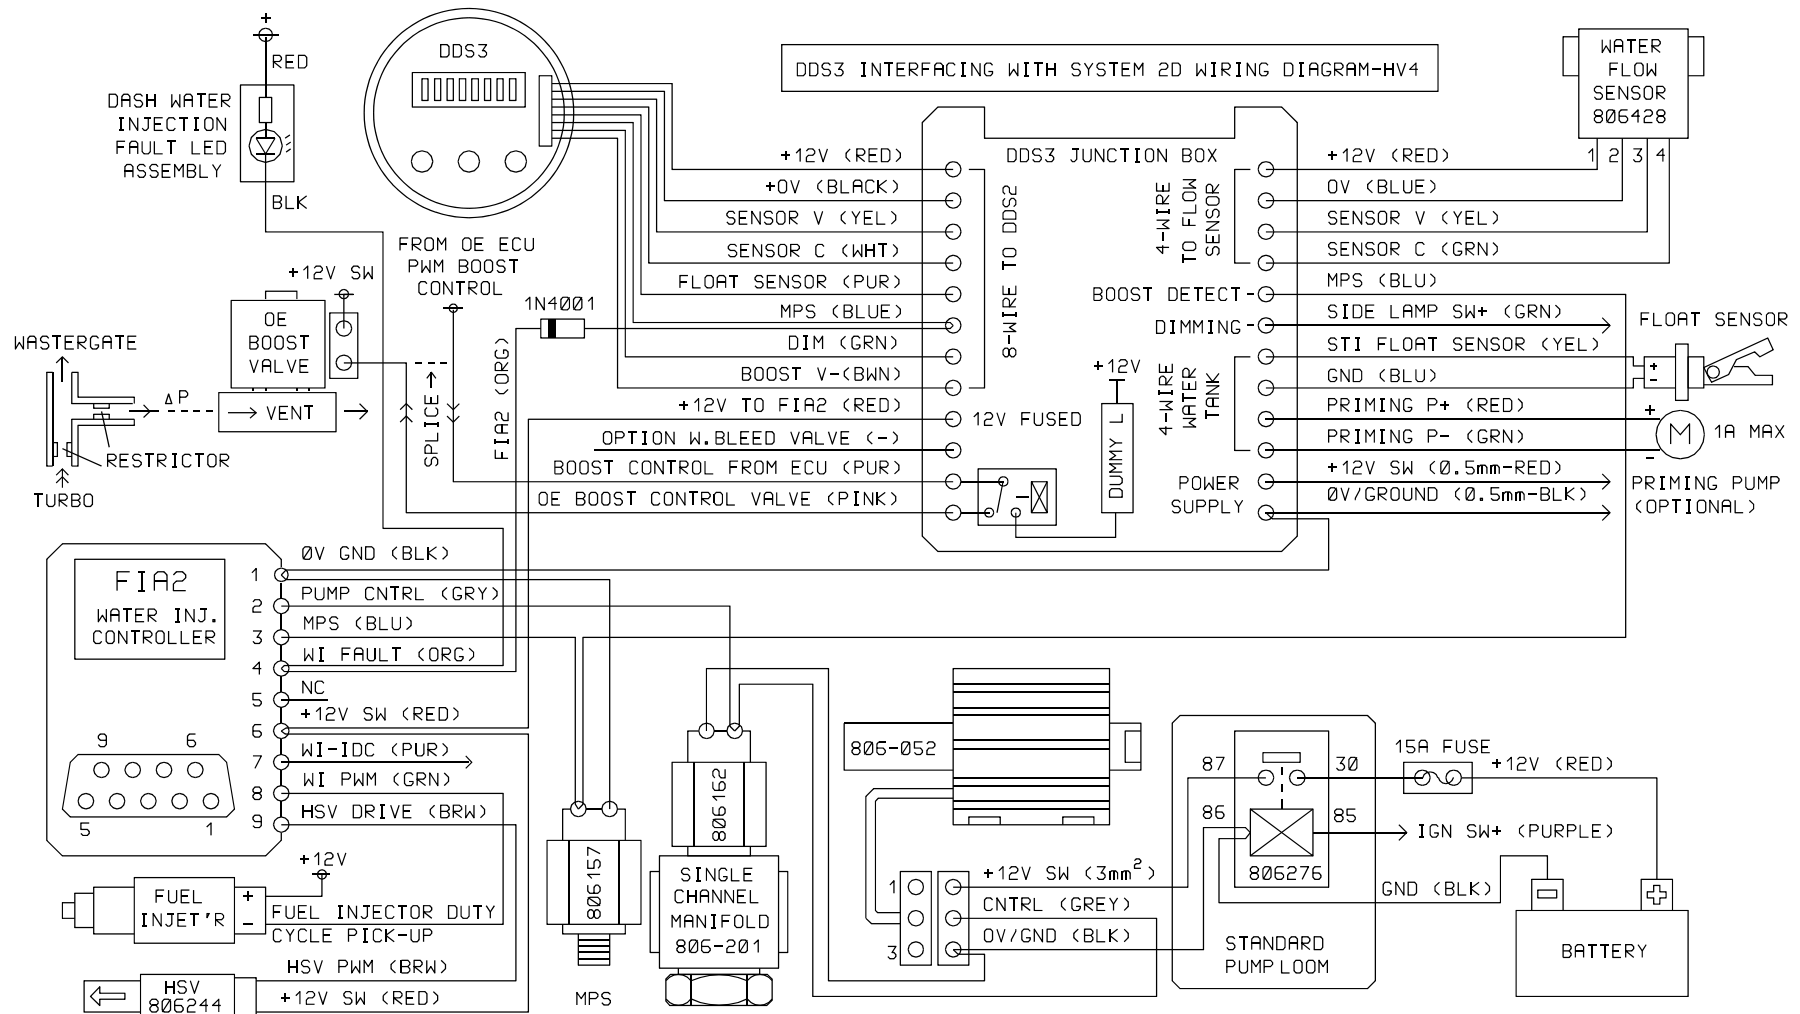 +
RED
DASH WATER
INJECTION
FAULT LED
ASSEMBLY
BLK
DDS3
DDS3 INTERFACING WITH SYSTEM 2D WIRING DIAGRAM-HV4
WATER
FLOW
SENSOR
806428
1 2 3 4
FROM OE ECU
PWM BOOST
CONTROL
+12V SW
OE
BOOST
VALVE
WASTERGATE
Δ P
VENT
RESTRICTOR
TURBO
SPLICE
FIA2 (ORG)
1N4001
+12V (RED)
+0V (BLACK)
SENSOR V (YEL)
SENSOR C (WHT)
FLOAT SENSOR (PUR)
MPS (BLUE)
DIM (GRN)
BOOST V-(BWN)
+12V TO FIA2 (RED)
OPTION W.BLEED VALVE (-)
BOOST CONTROL FROM ECU (PUR)
OE BOOST CONTROL VALVE (PINK)
DDS3 JUNCTION BOX
8-WIRE TO DDS2
4-WIRE
TO FLOW
SENSOR
BOOST DETECT
DIMMING
+12V
DUMMY L
4-WIRE
WATER
TANK
12V FUSED
POWER
SUPPLY
+12V (RED)
0V (BLUE)
SENSOR V (YEL)
SENSOR C (GRN)
MPS (BLU)
SIDE LAMP SW+ (GRN)
STI FLOAT SENSOR (YEL)
GND (BLU)
PRIMING P+ (RED)
PRIMING P- (GRN)
+12V SW (0.5mm-RED)
0V/GROUND (0.5mm-BLK)
FLOAT SENSOR
+
-
+
M
-
1A MAX
PRIMING PUMP
(OPTIONAL)
FIA2
WATER INJ.
CONTROLLER
9 6
5 1
1
2
3
4
5
6
7
8
9
0V GND (BLK)
PUMP CNTRL (GRY)
MPS (BLU)
WI FAULT (ORG)
NC
+12V SW (RED)
WI-IDC (PUR)
WI PWM (GRN)
HSV DRIVE (BRW)
+12V
FUEL
INJET'R
+
-
FUEL INJECTOR DUTY
CYCLE PICK-UP
HSV PWM (BRW)
+12V SW (RED)
HSV
806244
806157
MPS
806162
SINGLE
CHANNEL
MANIFOLD
806-201
806-052
1
3
+12V SW (3mm²)
CNTRL (GREY)
0V/GND (BLK)
87
30
86
85
806276
STANDARD
PUMP LOOM
15A FUSE
+12V (RED)
IGN SW+ (PURPLE)
GND (BLK)
-
+
BATTERY